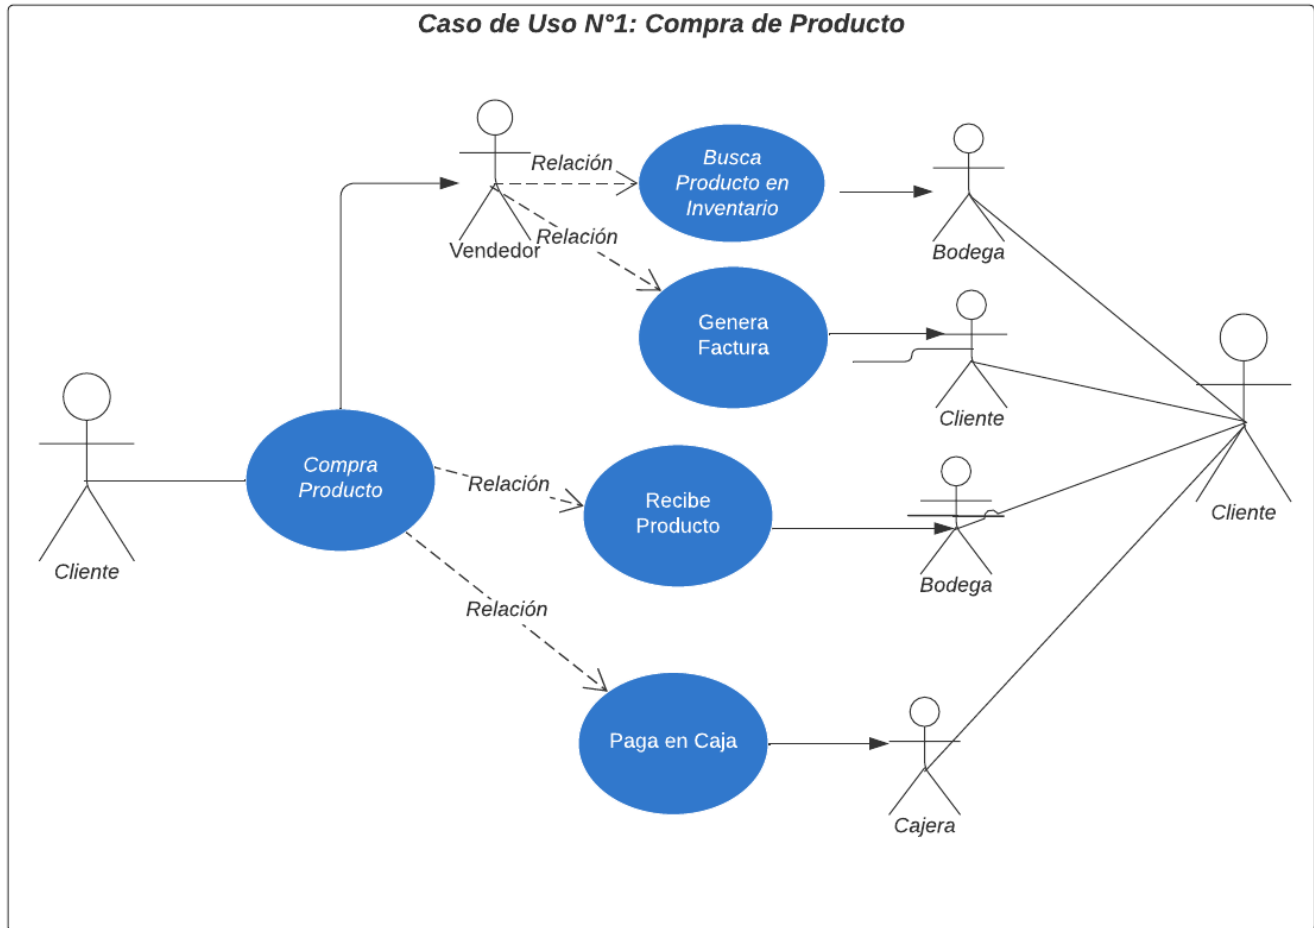 Caso de Uso N°1: Compra de Producto
Relación
Busca
Producto en
Inventario
Vendedor
Relación
Bodega
Genera
Factura
Cliente
Compra
Producto
Relación
Recibe
Producto
Cliente
Cliente
Bodega
Relación
Paga en Caja
Cajera